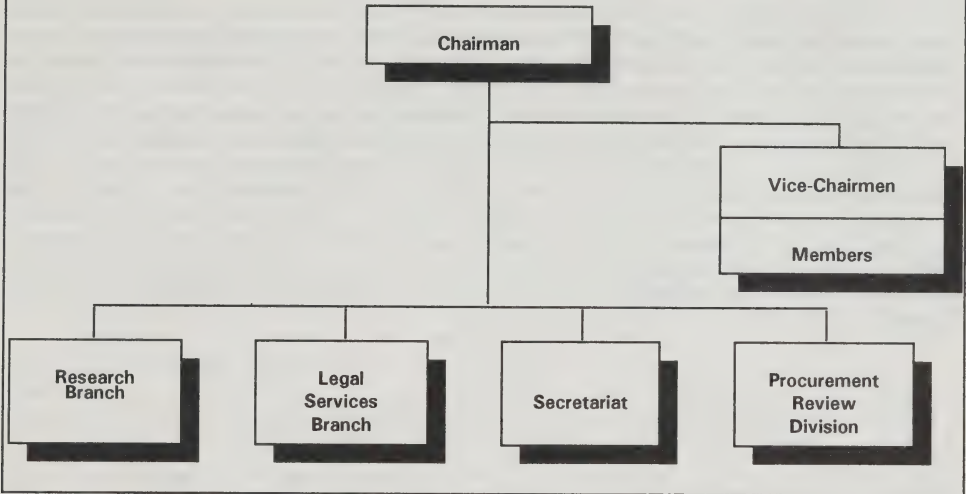 Chairman
Vice-Chairmen
Members
Research
Branch
Legal
Services
Branch
Secretariat
Procurement
Review
Division